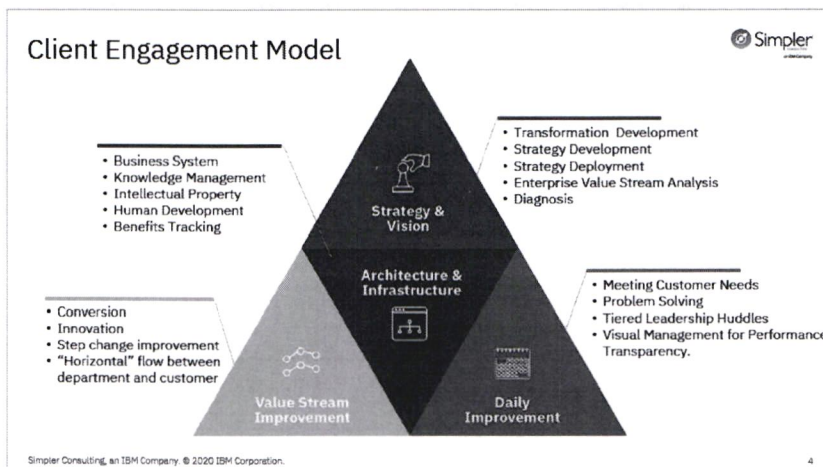 Client Engagement Model
Simpler
an IBM Company
• Business System
• Knowledge Management
• Intellectual Property
• Human Development
• Benefits Tracking
• Transformation Development
• Strategy Development
• Strategy Deployment
• Enterprise Value Stream Analysis
• Diagnosis
Strategy &
Vision
Architecture &
Infrastructure
• Conversion
• Innovation
• Step change improvement
• "Horizontal" flow between
department and customer
• Meeting Customer Needs
• Problem Solving
• Tiered Leadership Huddles
• Visual Management for Performance
Transparency.
Value Stream
Improvement
Daily
Improvement
Simpler Consulting, an IBM Company. © 2020 IBM Corporation.
4